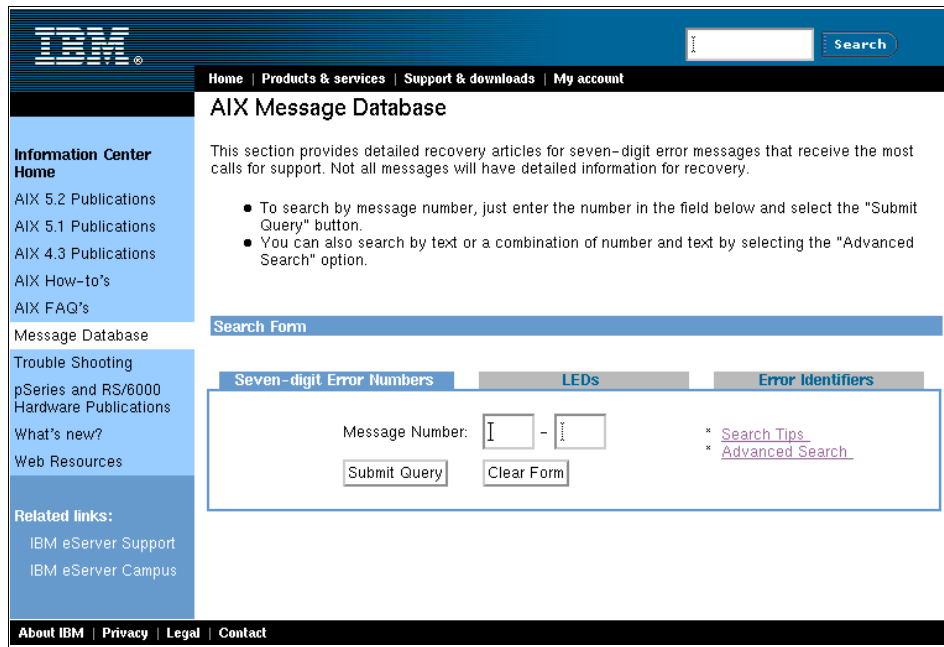 IBM®
Search
Home | Products & services | Support & downloads | My account
AIX Message Database
Information Center
Home
AIX 5.2 Publications
AIX 5.1 Publications
AIX 4.3 Publications
AIX How-to's
AIX FAQ's
Message Database
Trouble Shooting
pSeries and RS/6000
Hardware Publications
What's new?
Web Resources
Related links:
IBM eServer Support
IBM eServer Campus
This section provides detailed recovery articles for seven-digit error messages that receive the most
calls for support. Not all messages will have detailed information for recovery.
● To search by message number, just enter the number in the field below and select the "Submit
Query" button.
● You can also search by text or a combination of number and text by selecting the "Advanced
Search" option.
Search Form
Seven-digit Error Numbers
LEDs
Error Identifiers
Message Number: -
* Search Tips
* Advanced Search
Submit Query
Clear Form
About IBM | Privacy | Legal | Contact